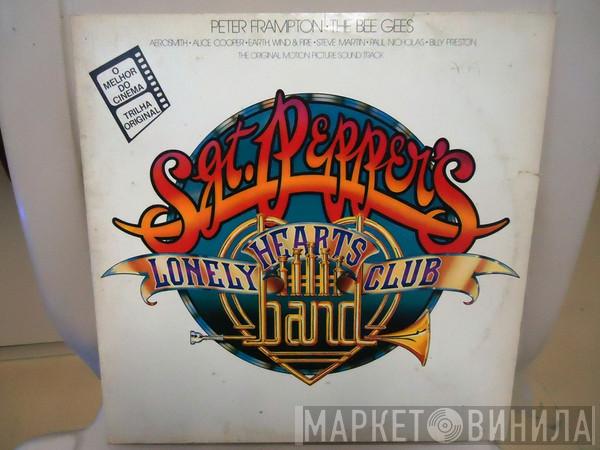 PETER FRAMPTON · THE BEE GEES
AEROSMITH · ALICE COOPER · EARTH, WIND & FIRE · STEVE MARTIN · PAUL NICHOLAS · BILLY PRESTON
THE ORIGINAL MOTION PICTURE SOUND TRACK
O
MELHOR
DO
CINEMA
TRILHA
ORIGINAL
Sgt. Pepper's
HEARTS
LONELY CLUB
band
МАРКЕТ ВИНИЛА